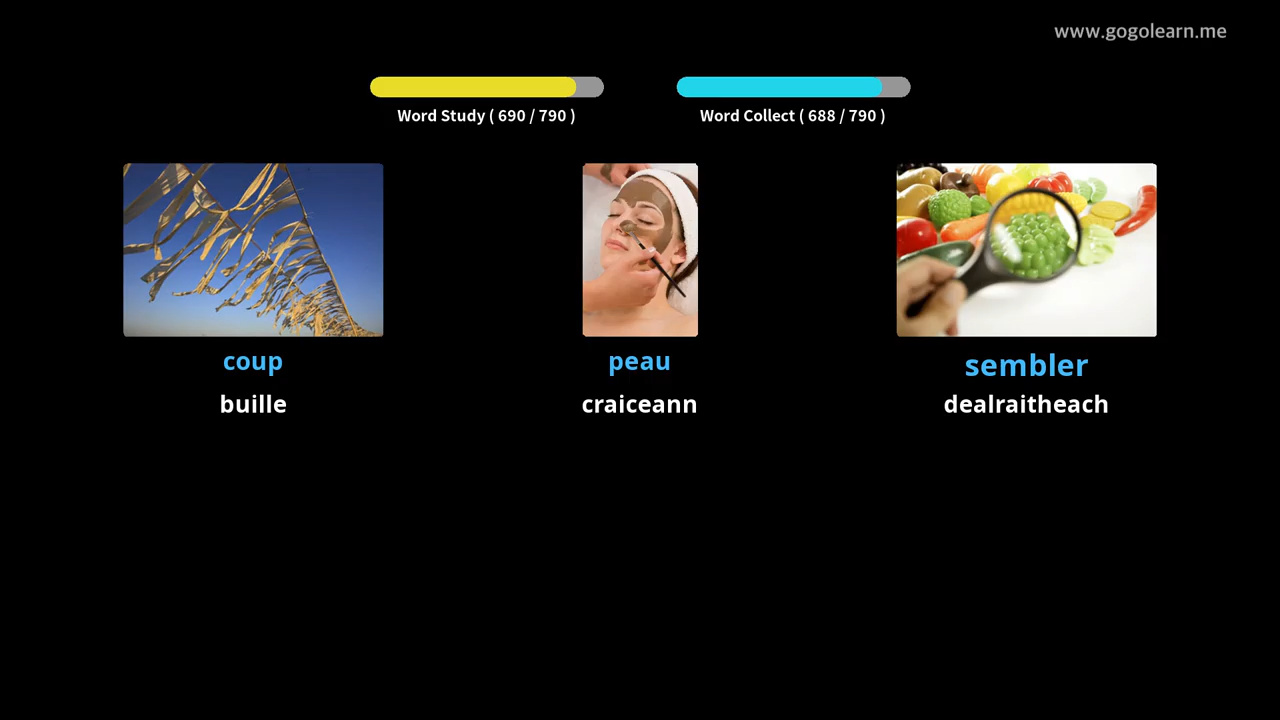 www.gogolearn.me
Word Study ( 690 / 790 )
Word Collect ( 688 / 790 )
coup
peau
sembler
buille
craiceann
dealraitheach